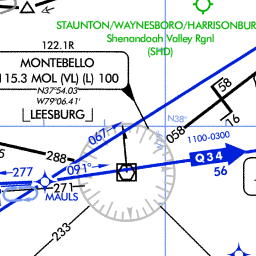 STAUNTON/WAYNESBORO/HARRISONBUR
Shenandoah Valley Rgnl
(SHD)
122.1R
MONTEBELLO
115.3 MOL (VL) (L) 100
N37°54.03'
W79°06.41'
LEESBURG
N38°
58
16
067
058
1100-0300
Q34
56
288
277
091°
271
MAULS
233